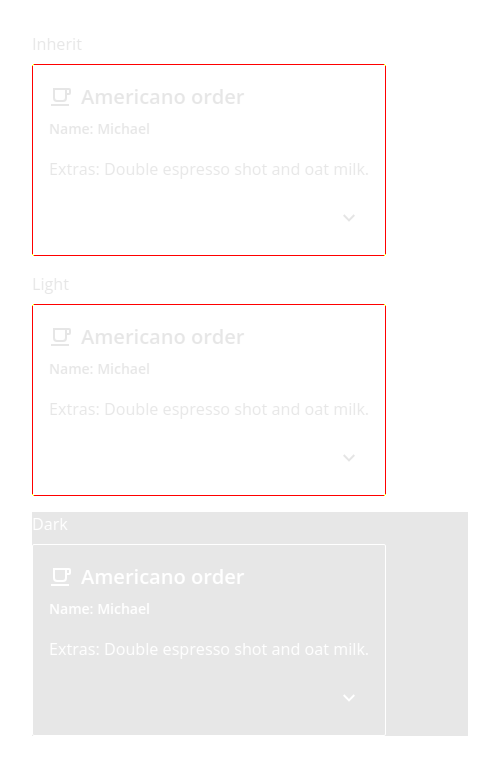 Inherit
Americano order
Name: Michael
Extras: Double espresso shot and oat milk.
Light
Americano order
Name: Michael
Extras: Double espresso shot and oat milk.
Dark
Americano order
Name: Michael
Extras: Double espresso shot and oat milk.